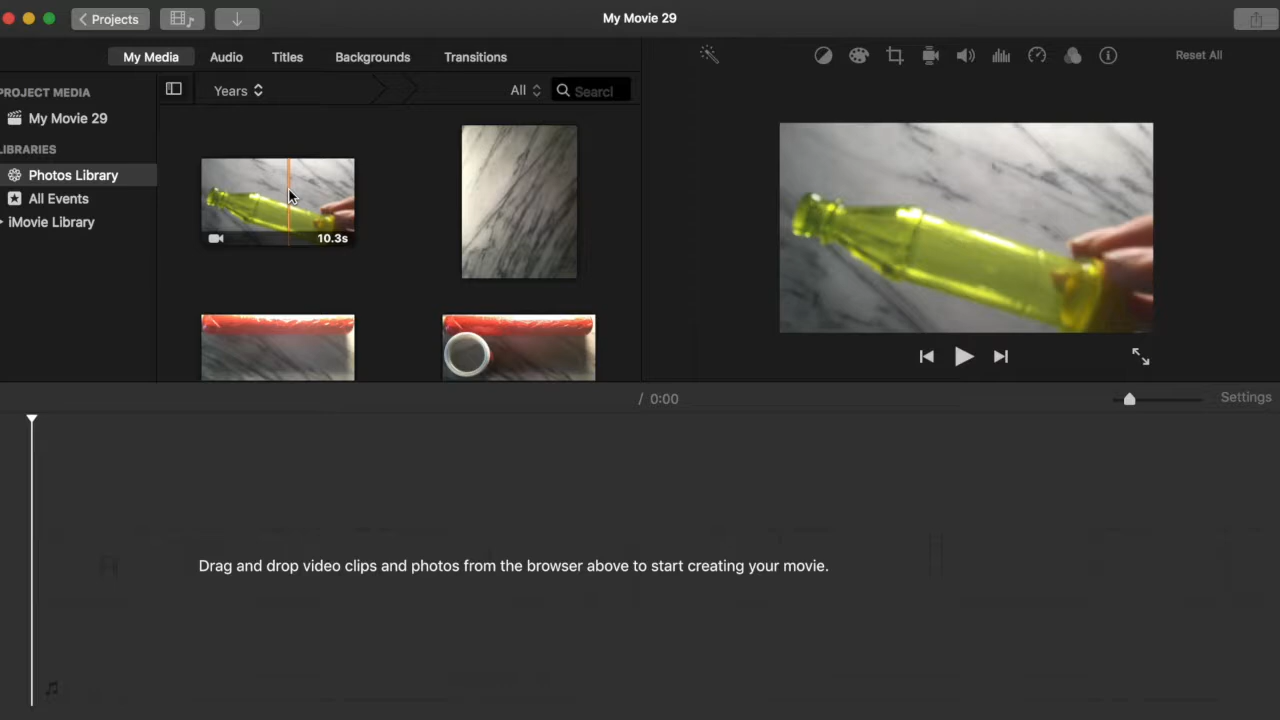 Projects
My Movie 29
My Media
Audio
Titles
Backgrounds
Transitions
Reset All
PROJECT MEDIA
My Movie 29
LIBRARIES
Photos Library
All Events
iMovie Library
Years
All
Searcl
10.3s
/ 0:00
Settings
Drag and drop video clips and photos from the browser above to start creating your movie.